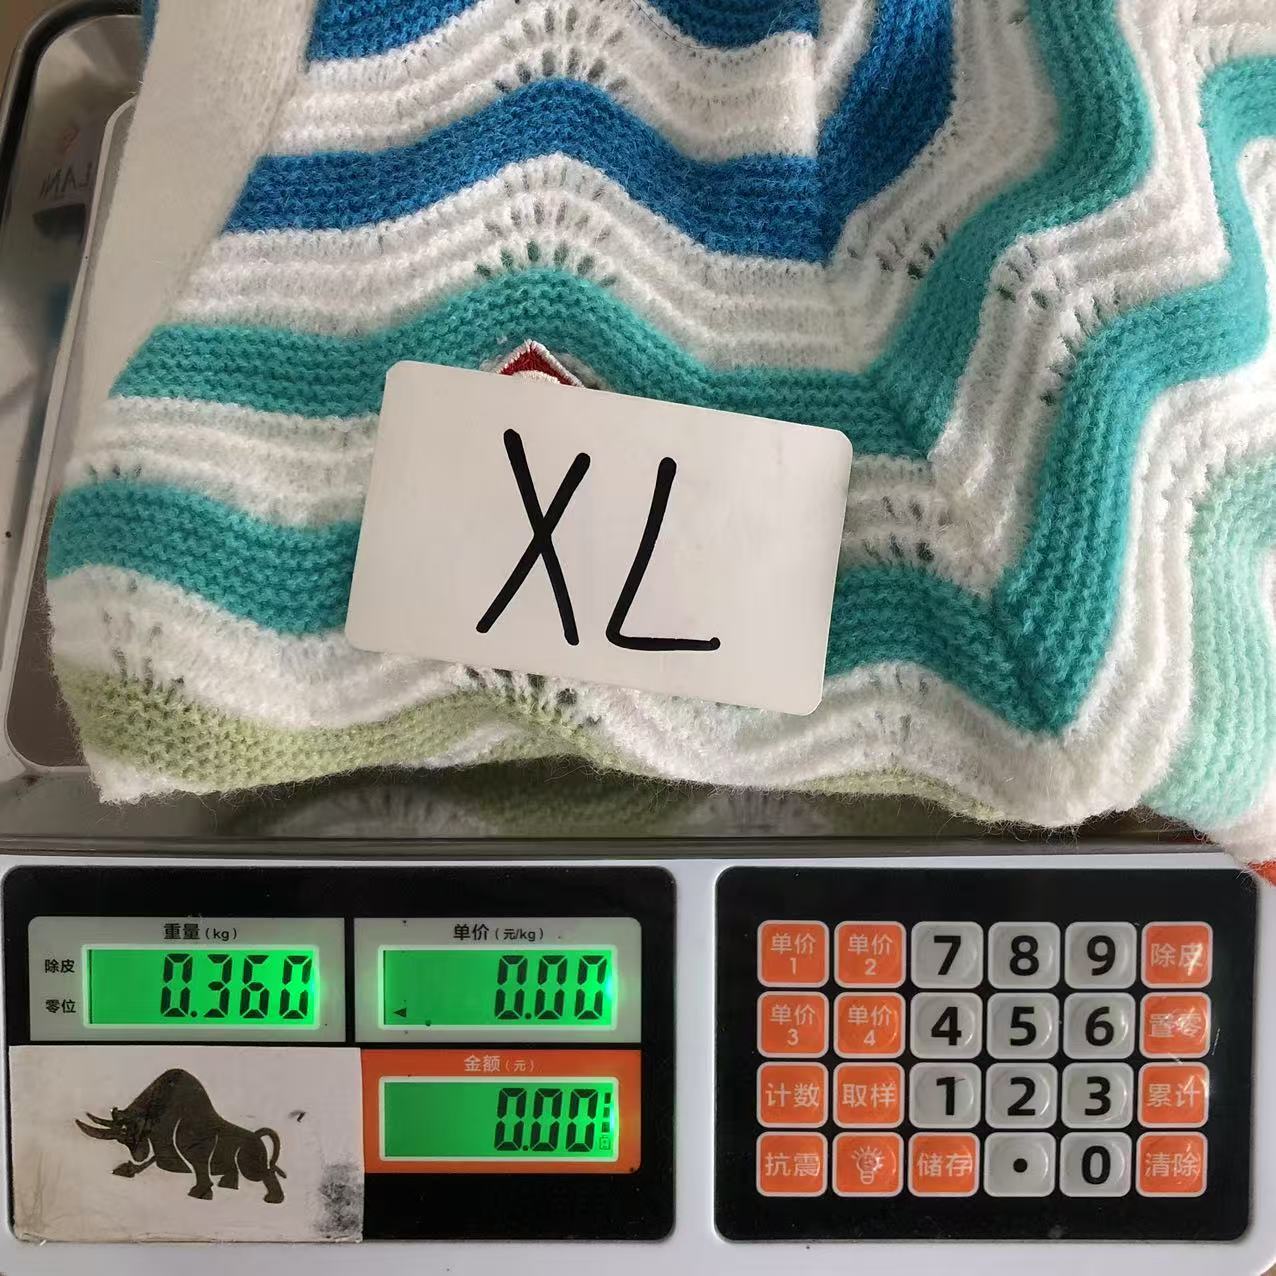 XL
重量(kg)
除皮
零位
0.360
单价(元/kg)
0.00
金额(元)
0.00
单价1 单价2 7 8 9 除皮
单价3 单价4 4 5 6 置零
计数 取样 1 2 3 累计
抗震 储存 • 0 清除